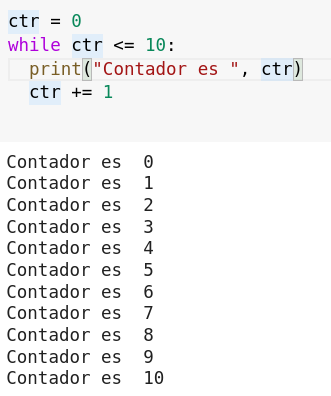 ctr = 0
while ctr <= 10:
  print("Contador es ", ctr)
  ctr += 1
Contador es  0
Contador es  1
Contador es  2
Contador es  3
Contador es  4
Contador es  5
Contador es  6
Contador es  7
Contador es  8
Contador es  9
Contador es  10